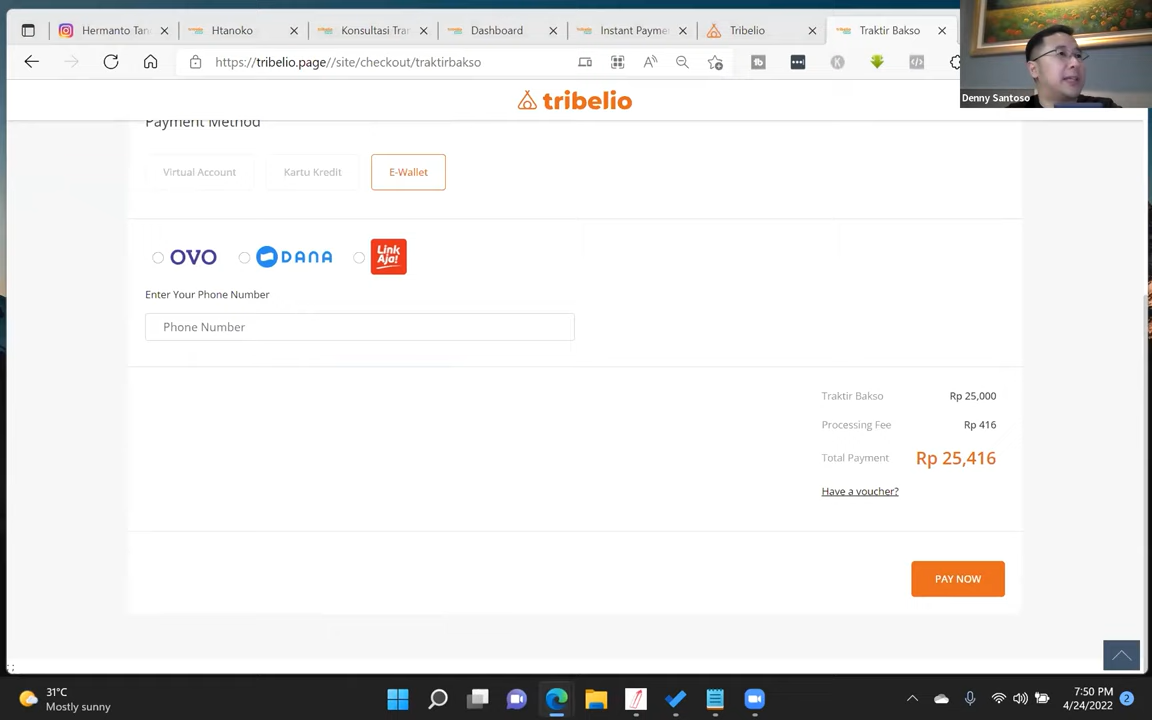 Hermanto Tan
Htanoko
Konsultasi Tra
Dashboard
Instant Payme
Tribelio
Traktir Bakso
https://tribelio.page//site/checkout/traktirbakso
Denny Santoso
tribelio
Payment Method
Virtual Account
Kartu Kredit
E-Wallet
OVO
DANA
Link
Aja!
Enter Your Phone Number
Phone Number
Traktir Bakso Rp 25,000
Processing Fee Rp 416
Total Payment Rp 25,416
Have a voucher?
PAY NOW
31°C
Mostly sunny
7:50 PM
4/24/2022
2